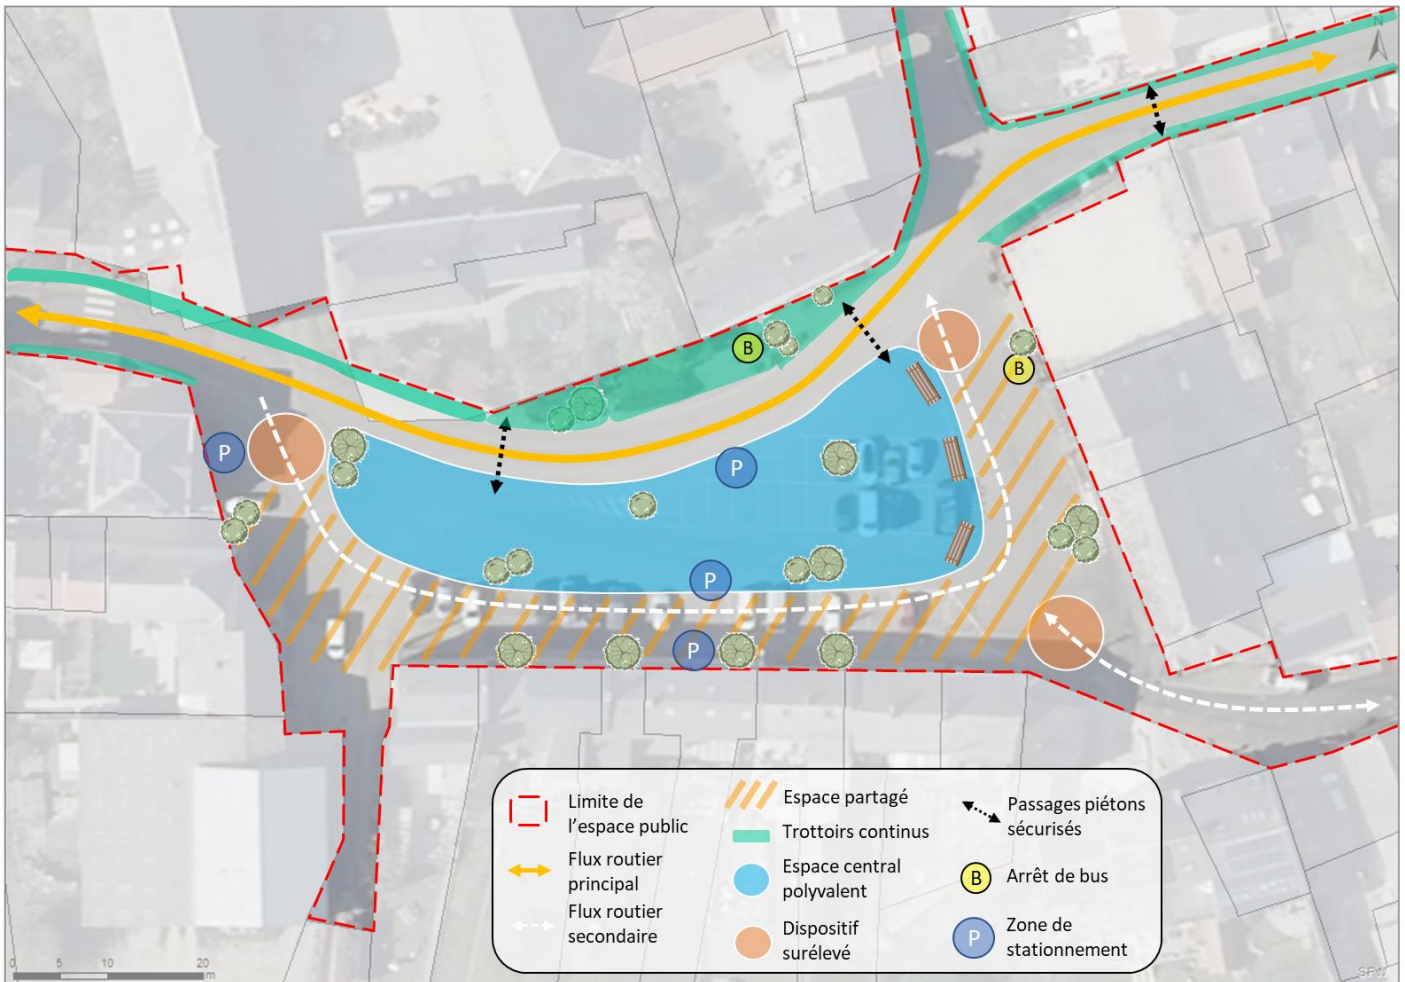 N
B
B
P
P
P
P
Limite de
l'espace public
Flux routier
principal
Flux routier
secondaire
Espace partagé
Trottoirs continus
Espace central
polyvalent
Dispositif
surélevé
Passages piétons
sécurisés
B Arrêt de bus
P Zone de
stationnement
0 5 10 20
m
SPW